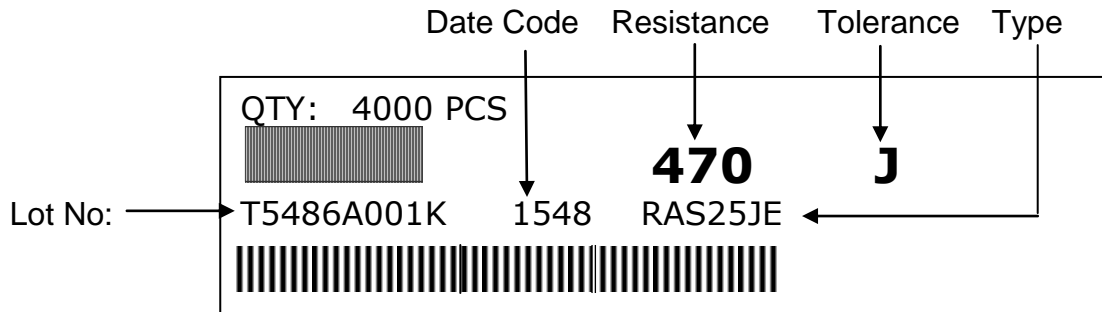 Date Code Resistance Tolerance Type
QTY: 4000 PCS
470 J
Lot No: T5486A001K 1548 RAS25JE